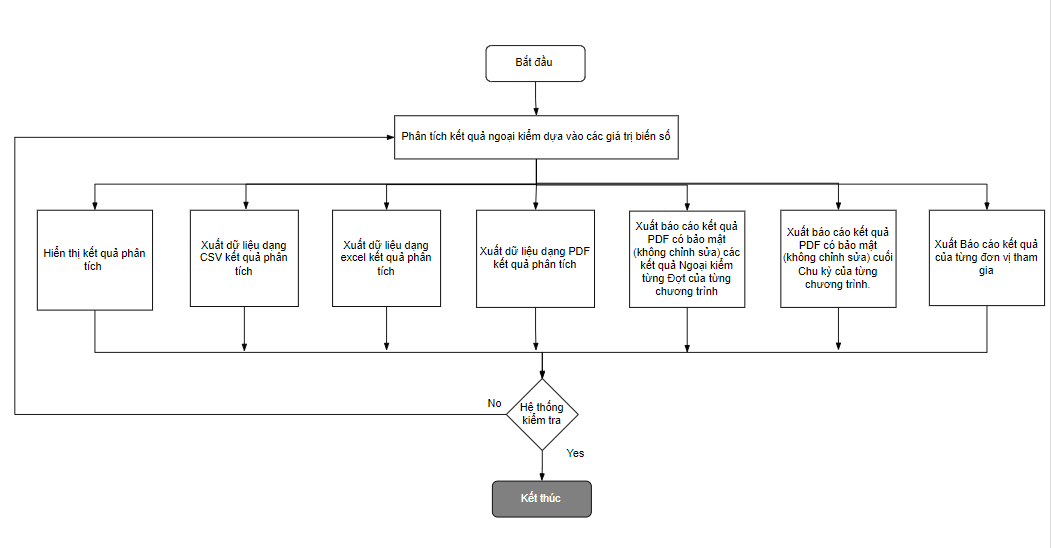 Bắt đầu
Phân tích kết quả ngoại kiểm dựa vào các giá trị biến số
Hiển thị kết quả phân
tích
Xuất dữ liệu dạng
CSV kết quả phân
tích
Xuất dữ liệu dạng
excel kết quả phân
tích
Xuất dữ liệu dạng PDF
kết quả phân tích
Xuất báo cáo kết quả
PDF có bảo mật
(không chỉnh sửa) các
kết quả Ngoại kiểm
từng Đợt của từng
chương trình
Xuất báo cáo kết quả
PDF có bảo mật
(không chỉnh sửa) cuối
Chu kỳ của từng
chương trình.
Xuất Báo cáo kết quả
của từng đơn vị tham
gia
No
Hệ thống
kiểm tra
Yes
Kết thúc